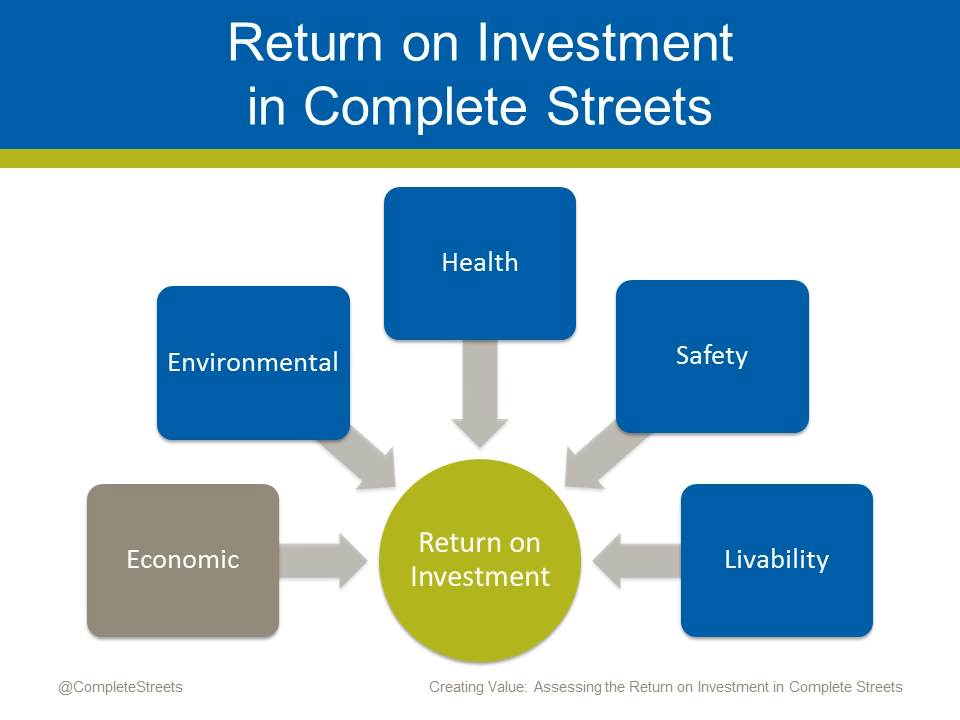 Return on Investment
in Complete Streets
Health
Environmental
Safety
Economic
Return on
Investment
Livability
@CompleteStreets
Creating Value: Assessing the Return on Investment in Complete Streets